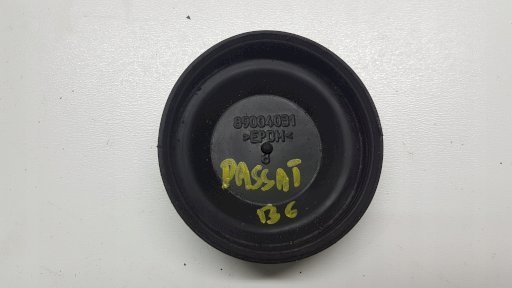 89004091
>EPDM<
8
PASSAT
B6